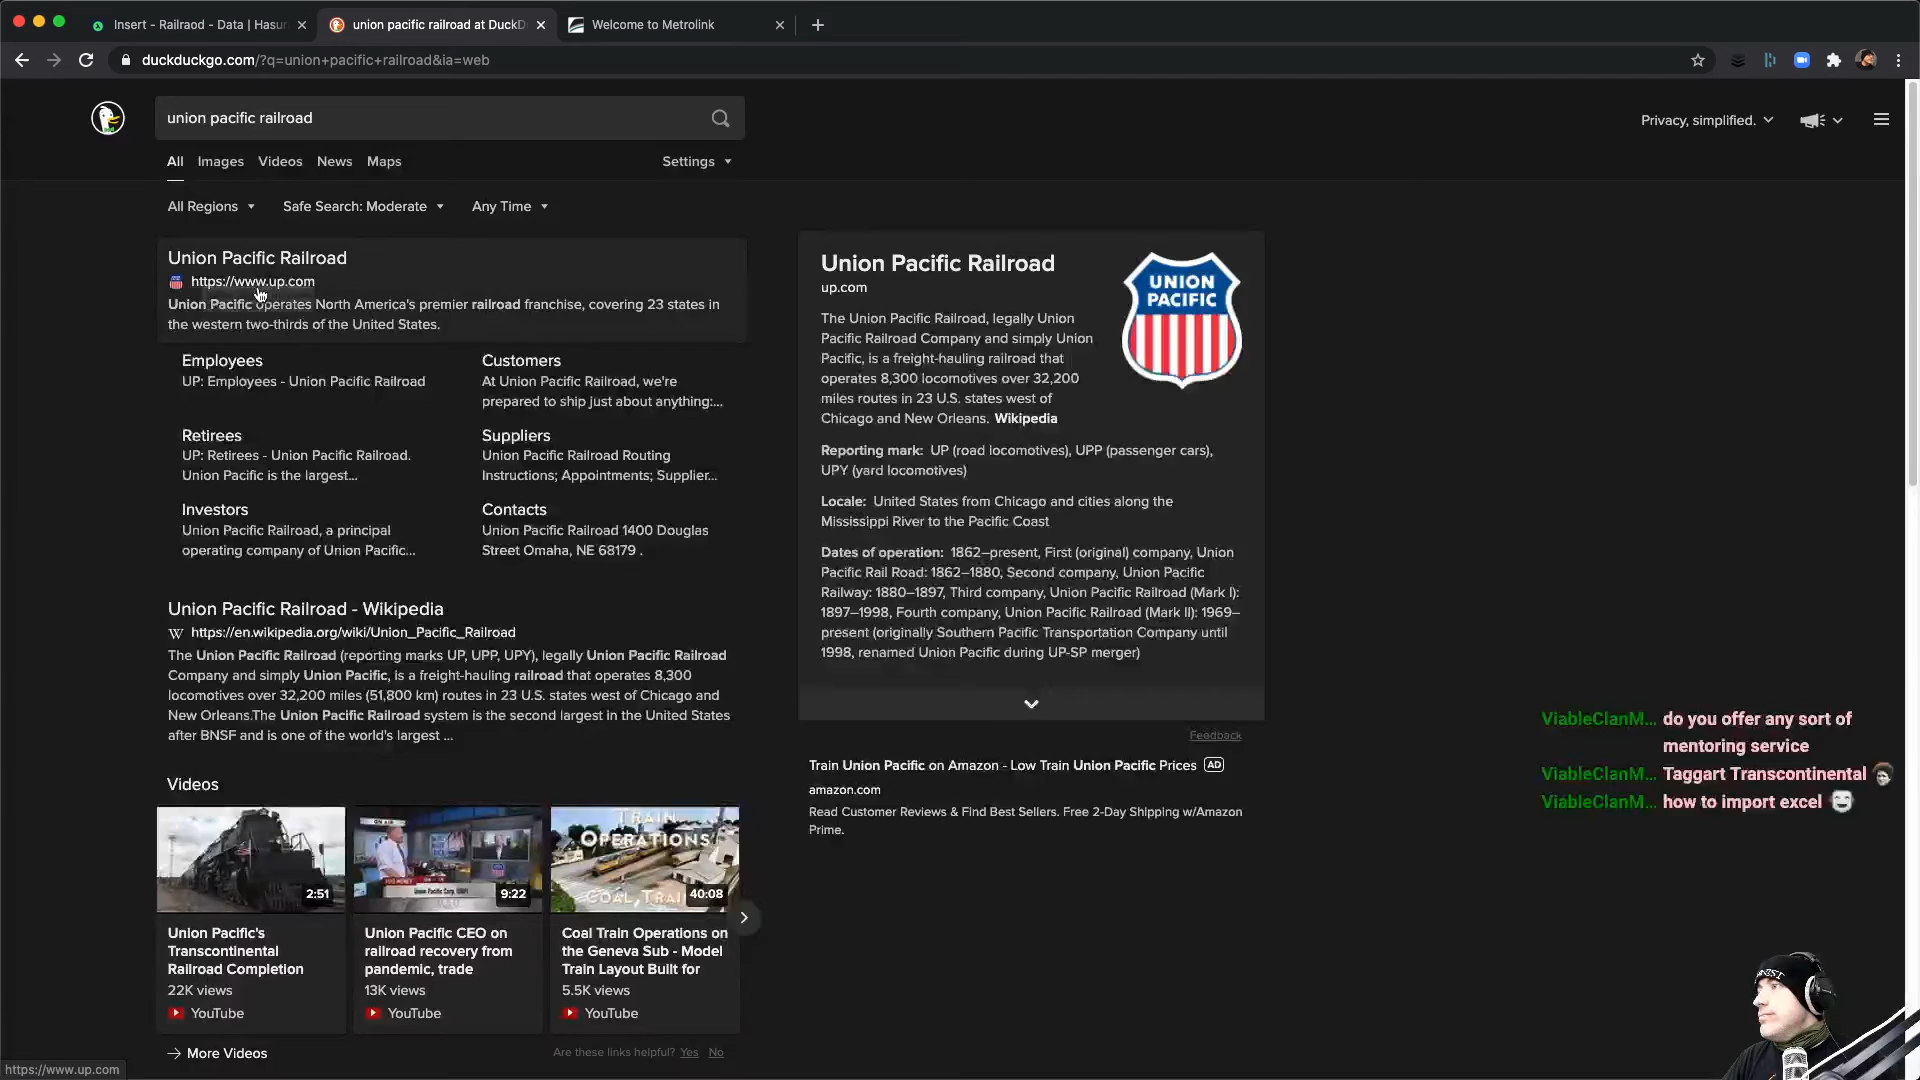 Insert - Railraod - Data | Hasur
union pacific railroad at DuckD
Welcome to Metrolink
duckduckgo.com/?q=union+pacific+railroad&ia=web
union pacific railroad
Privacy, simplified.
All
Images
Videos
News
Maps
Settings
All Regions
Safe Search: Moderate
Any Time
Union Pacific Railroad
https://www.up.com
Union Pacific operates North America's premier railroad franchise, covering 23 states in
the western two-thirds of the United States.
Employees
UP: Employees - Union Pacific Railroad
Customers
At Union Pacific Railroad, we're
prepared to ship just about anything:...
Retirees
UP: Retirees - Union Pacific Railroad.
Union Pacific is the largest...
Suppliers
Union Pacific Railroad Routing
Instructions; Appointments; Supplier...
Investors
Union Pacific Railroad, a principal
operating company of Union Pacific...
Contacts
Union Pacific Railroad 1400 Douglas
Street Omaha, NE 68179 .
Union Pacific Railroad - Wikipedia
W https://en.wikipedia.org/wiki/Union_Pacific_Railroad
The Union Pacific Railroad (reporting marks UP, UPP, UPY), legally Union Pacific Railroad
Company and simply Union Pacific, is a freight-hauling railroad that operates 8,300
locomotives over 32,200 miles (51,800 km) routes in 23 U.S. states west of Chicago and
New Orleans.The Union Pacific Railroad system is the second largest in the United States
after BNSF and is one of the world's largest ...
Videos
2:51
Union Pacific's
Transcontinental
Railroad Completion
22K views
YouTube
ON AIR
Union Pacific Corp. (UNP)
9:22
Union Pacific CEO on
railroad recovery from
pandemic, trade
13K views
YouTube
TRAIN
OPERATIONS
COAL TRAI
40:08
Coal Train Operations on
the Geneva Sub - Model
Train Layout Built for
5.5K views
YouTube
More Videos
Are these links helpful? Yes No
https://www.up.com
Union Pacific Railroad
up.com
UNION
PACIFIC
The Union Pacific Railroad, legally Union
Pacific Railroad Company and simply Union
Pacific, is a freight-hauling railroad that
operates 8,300 locomotives over 32,200
miles routes in 23 U.S. states west of
Chicago and New Orleans. Wikipedia
Reporting mark: UP (road locomotives), UPP (passenger cars),
UPY (yard locomotives)
Locale: United States from Chicago and cities along the
Mississippi River to the Pacific Coast
Dates of operation: 1862–present, First (original) company, Union
Pacific Rail Road: 1862–1880, Second company, Union Pacific
Railway: 1880–1897, Third company, Union Pacific Railroad (Mark I):
1897–1998, Fourth company, Union Pacific Railroad (Mark II): 1969–
present (originally Southern Pacific Transportation Company until
1998, renamed Union Pacific during UP-SP merger)
Feedback
Train Union Pacific on Amazon - Low Train Union Pacific Prices AD
amazon.com
Read Customer Reviews & Find Best Sellers. Free 2-Day Shipping w/Amazon
Prime.
ViableClanM... do you offer any sort of
mentoring service
ViableClanM... Taggart Transcontinental
ViableClanM... how to import excel